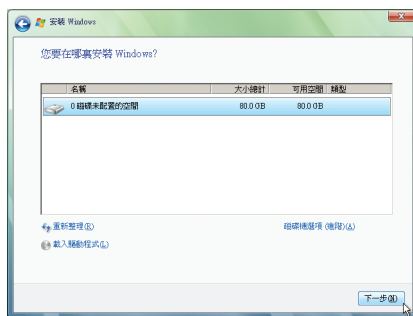 安裝 Windows
您要在哪裏安裝 Windows?
名稱 大小總計 可用空間 類型
0 磁碟未配置的空間 80.0 GB 80.0 GB
重新整理(R) 磁碟機選項 (進階)(A)
載入驅動程式(L)
下一步(N)